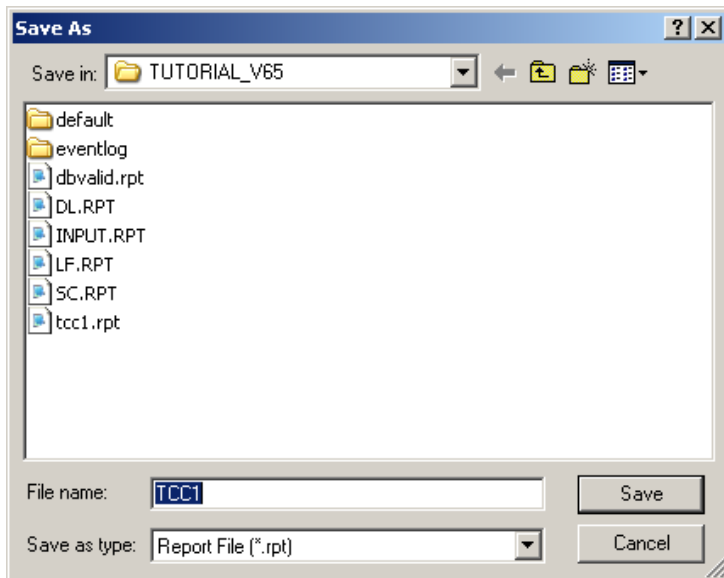 Save As
Save in: TUTORIAL_V65
default
eventlog
dbvalid.rpt
DL.RPT
INPUT.RPT
LF.RPT
SC.RPT
tcc1.rpt
File name: TCC1 Save
Save as type: Report File (*.rpt) Cancel